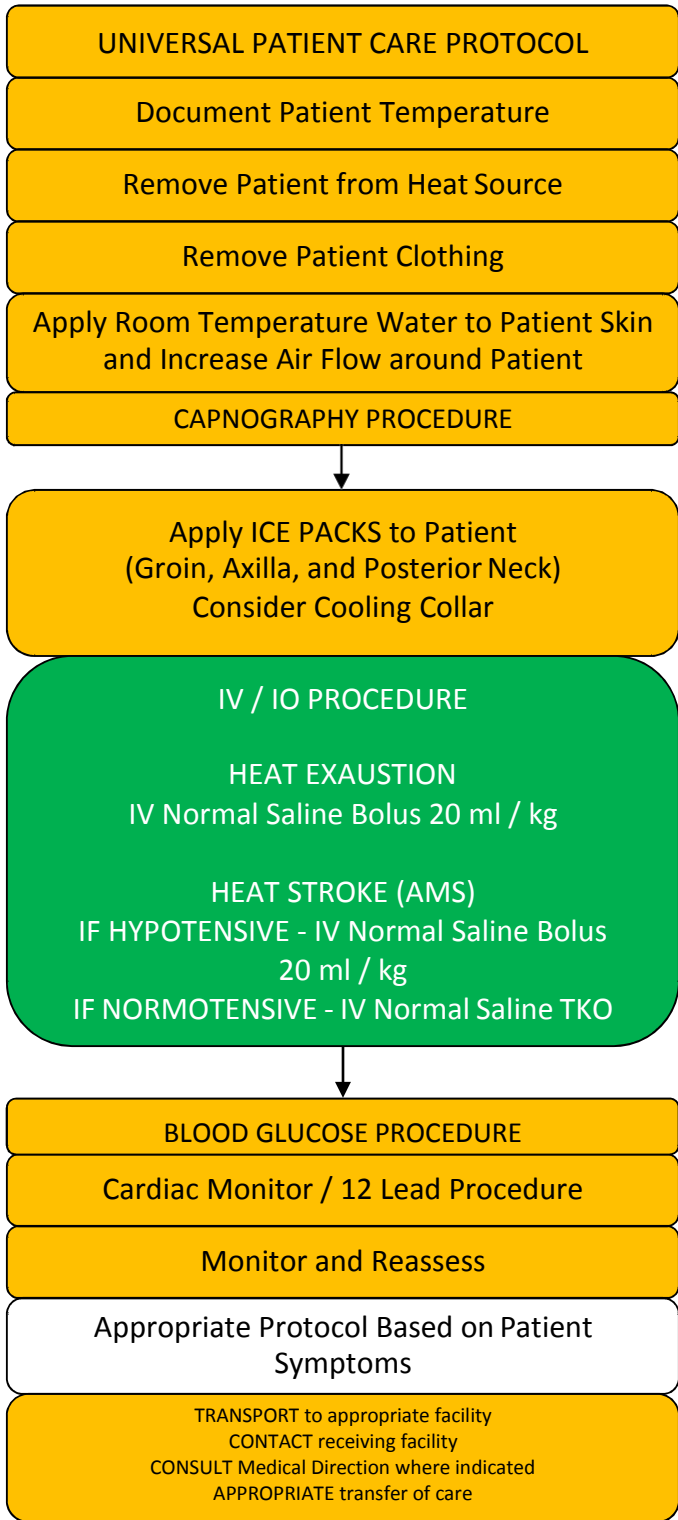 UNIVERSAL PATIENT CARE PROTOCOL
Document Patient Temperature
Remove Patient from Heat Source
Remove Patient Clothing
Apply Room Temperature Water to Patient Skin
and Increase Air Flow around Patient
CAPNOGRAPHY PROCEDURE
Apply ICE PACKS to Patient
(Groin, Axilla, and Posterior Neck)
Consider Cooling Collar
IV / IO PROCEDURE
HEAT EXAUSTION
IV Normal Saline Bolus 20 ml / kg
HEAT STROKE (AMS)
IF HYPOTENSIVE - IV Normal Saline Bolus
20 ml / kg
IF NORMOTENSIVE - IV Normal Saline TKO
BLOOD GLUCOSE PROCEDURE
Cardiac Monitor / 12 Lead Procedure
Monitor and Reassess
Appropriate Protocol Based on Patient
Symptoms
TRANSPORT to appropriate facility
CONTACT receiving facility
CONSULT Medical Direction where indicated
APPROPRIATE transfer of care